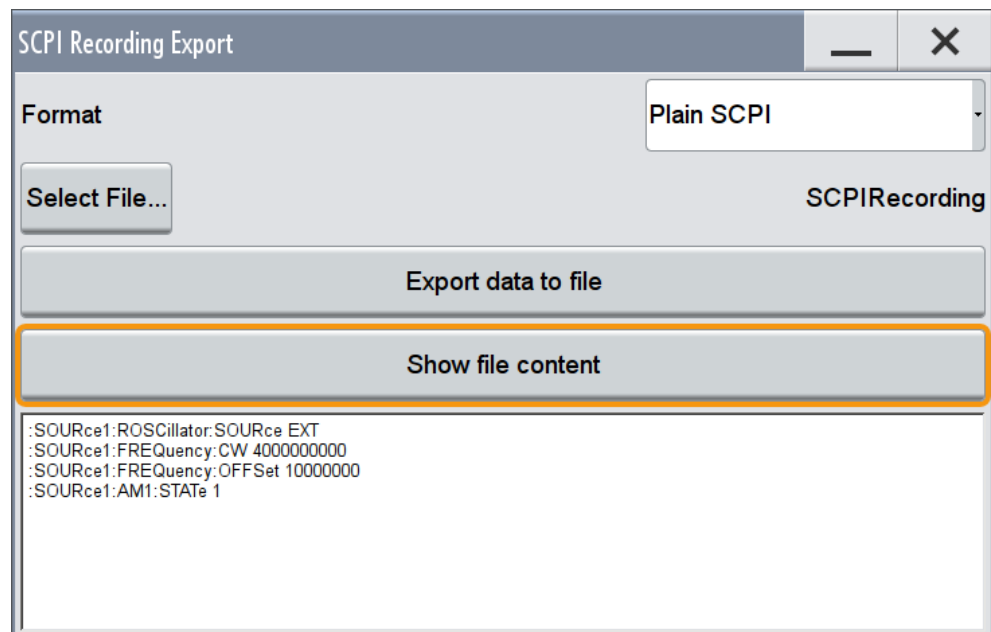 SCPI Recording Export
Format
Plain SCPI
Select File...
SCPIRecording
Export data to file
Show file content
:SOURce1:ROSCillator:SOURce EXT
:SOURce1:FREQuency:CW 4000000000
:SOURce1:FREQuency:OFFSet 10000000
:SOURce1:AM1:STATe 1